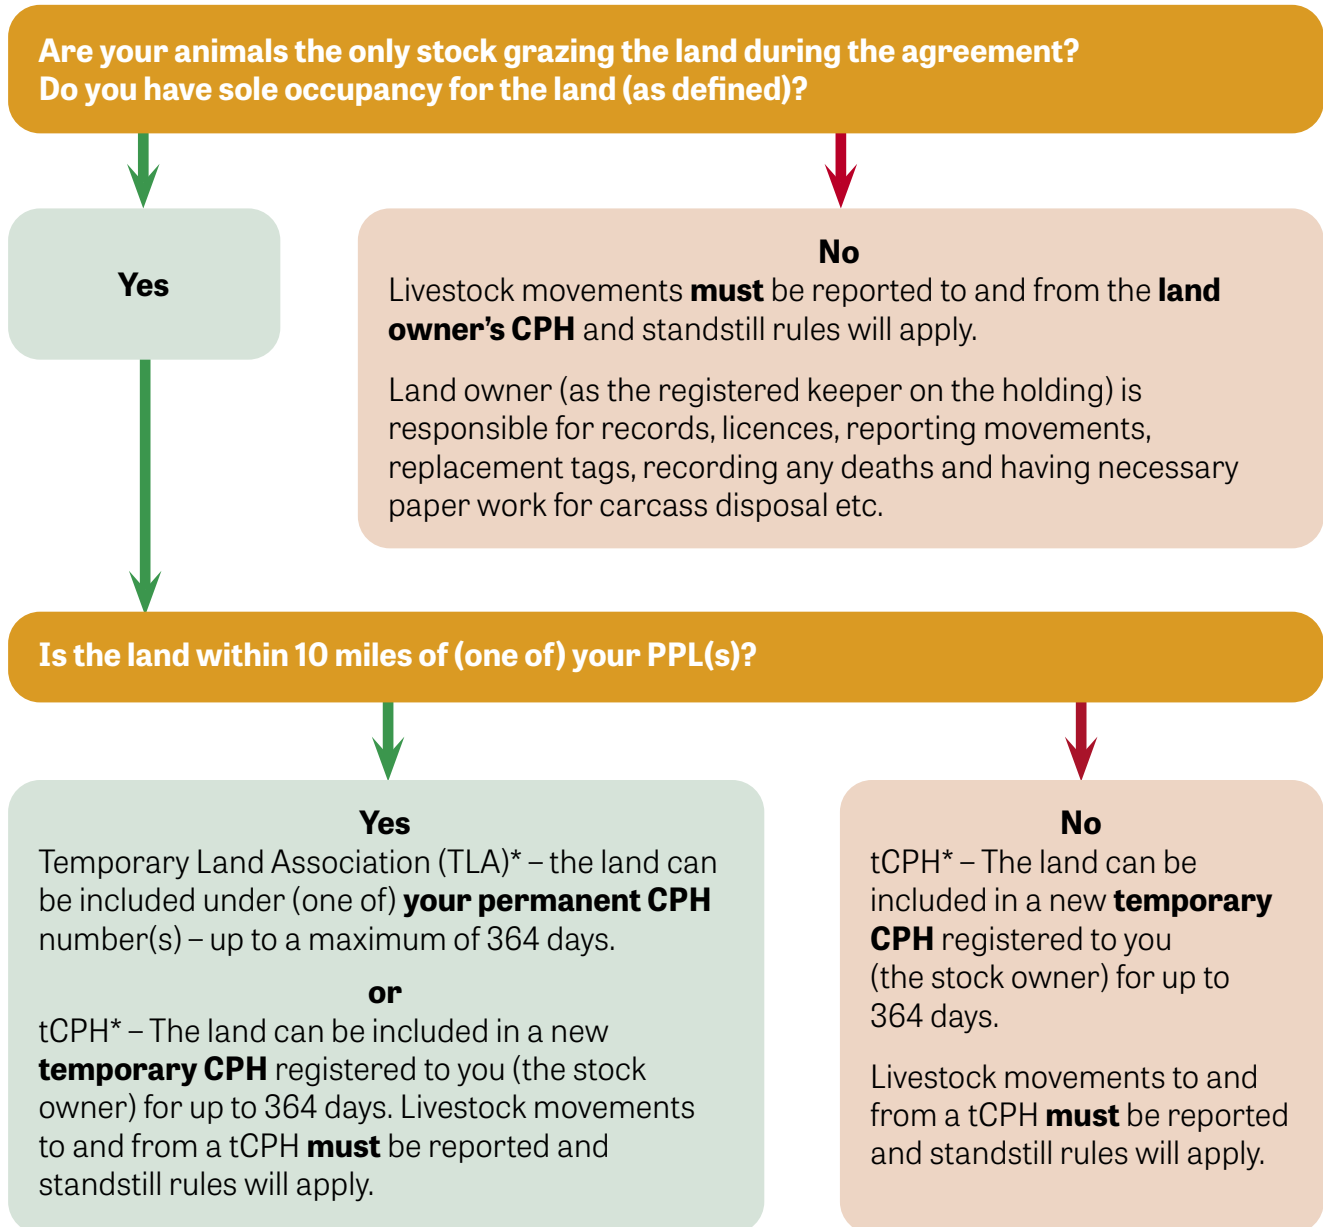 Are your animals the only stock grazing the land during the agreement?
Do you have sole occupancy for the land (as defined)?
Yes
No
Livestock movements must be reported to and from the land
owner’s CPH and standstill rules will apply.
Land owner (as the registered keeper on the holding) is
responsible for records, licences, reporting movements,
replacement tags, recording any deaths and having necessary
paper work for carcass disposal etc.
Is the land within 10 miles of (one of) your PPL(s)?
Yes
Temporary Land Association (TLA)* – the land can
be included under (one of) your permanent CPH
number(s) – up to a maximum of 364 days.
or
tCPH* – The land can be included in a new
temporary CPH registered to you (the stock
owner) for up to 364 days. Livestock movements
to and from a tCPH must be reported and
standstill rules will apply.
No
tCPH* – The land can be
included in a new temporary
CPH registered to you
(the stock owner) for up to
364 days.
Livestock movements to and
from a tCPH must be reported
and standstill rules will apply.